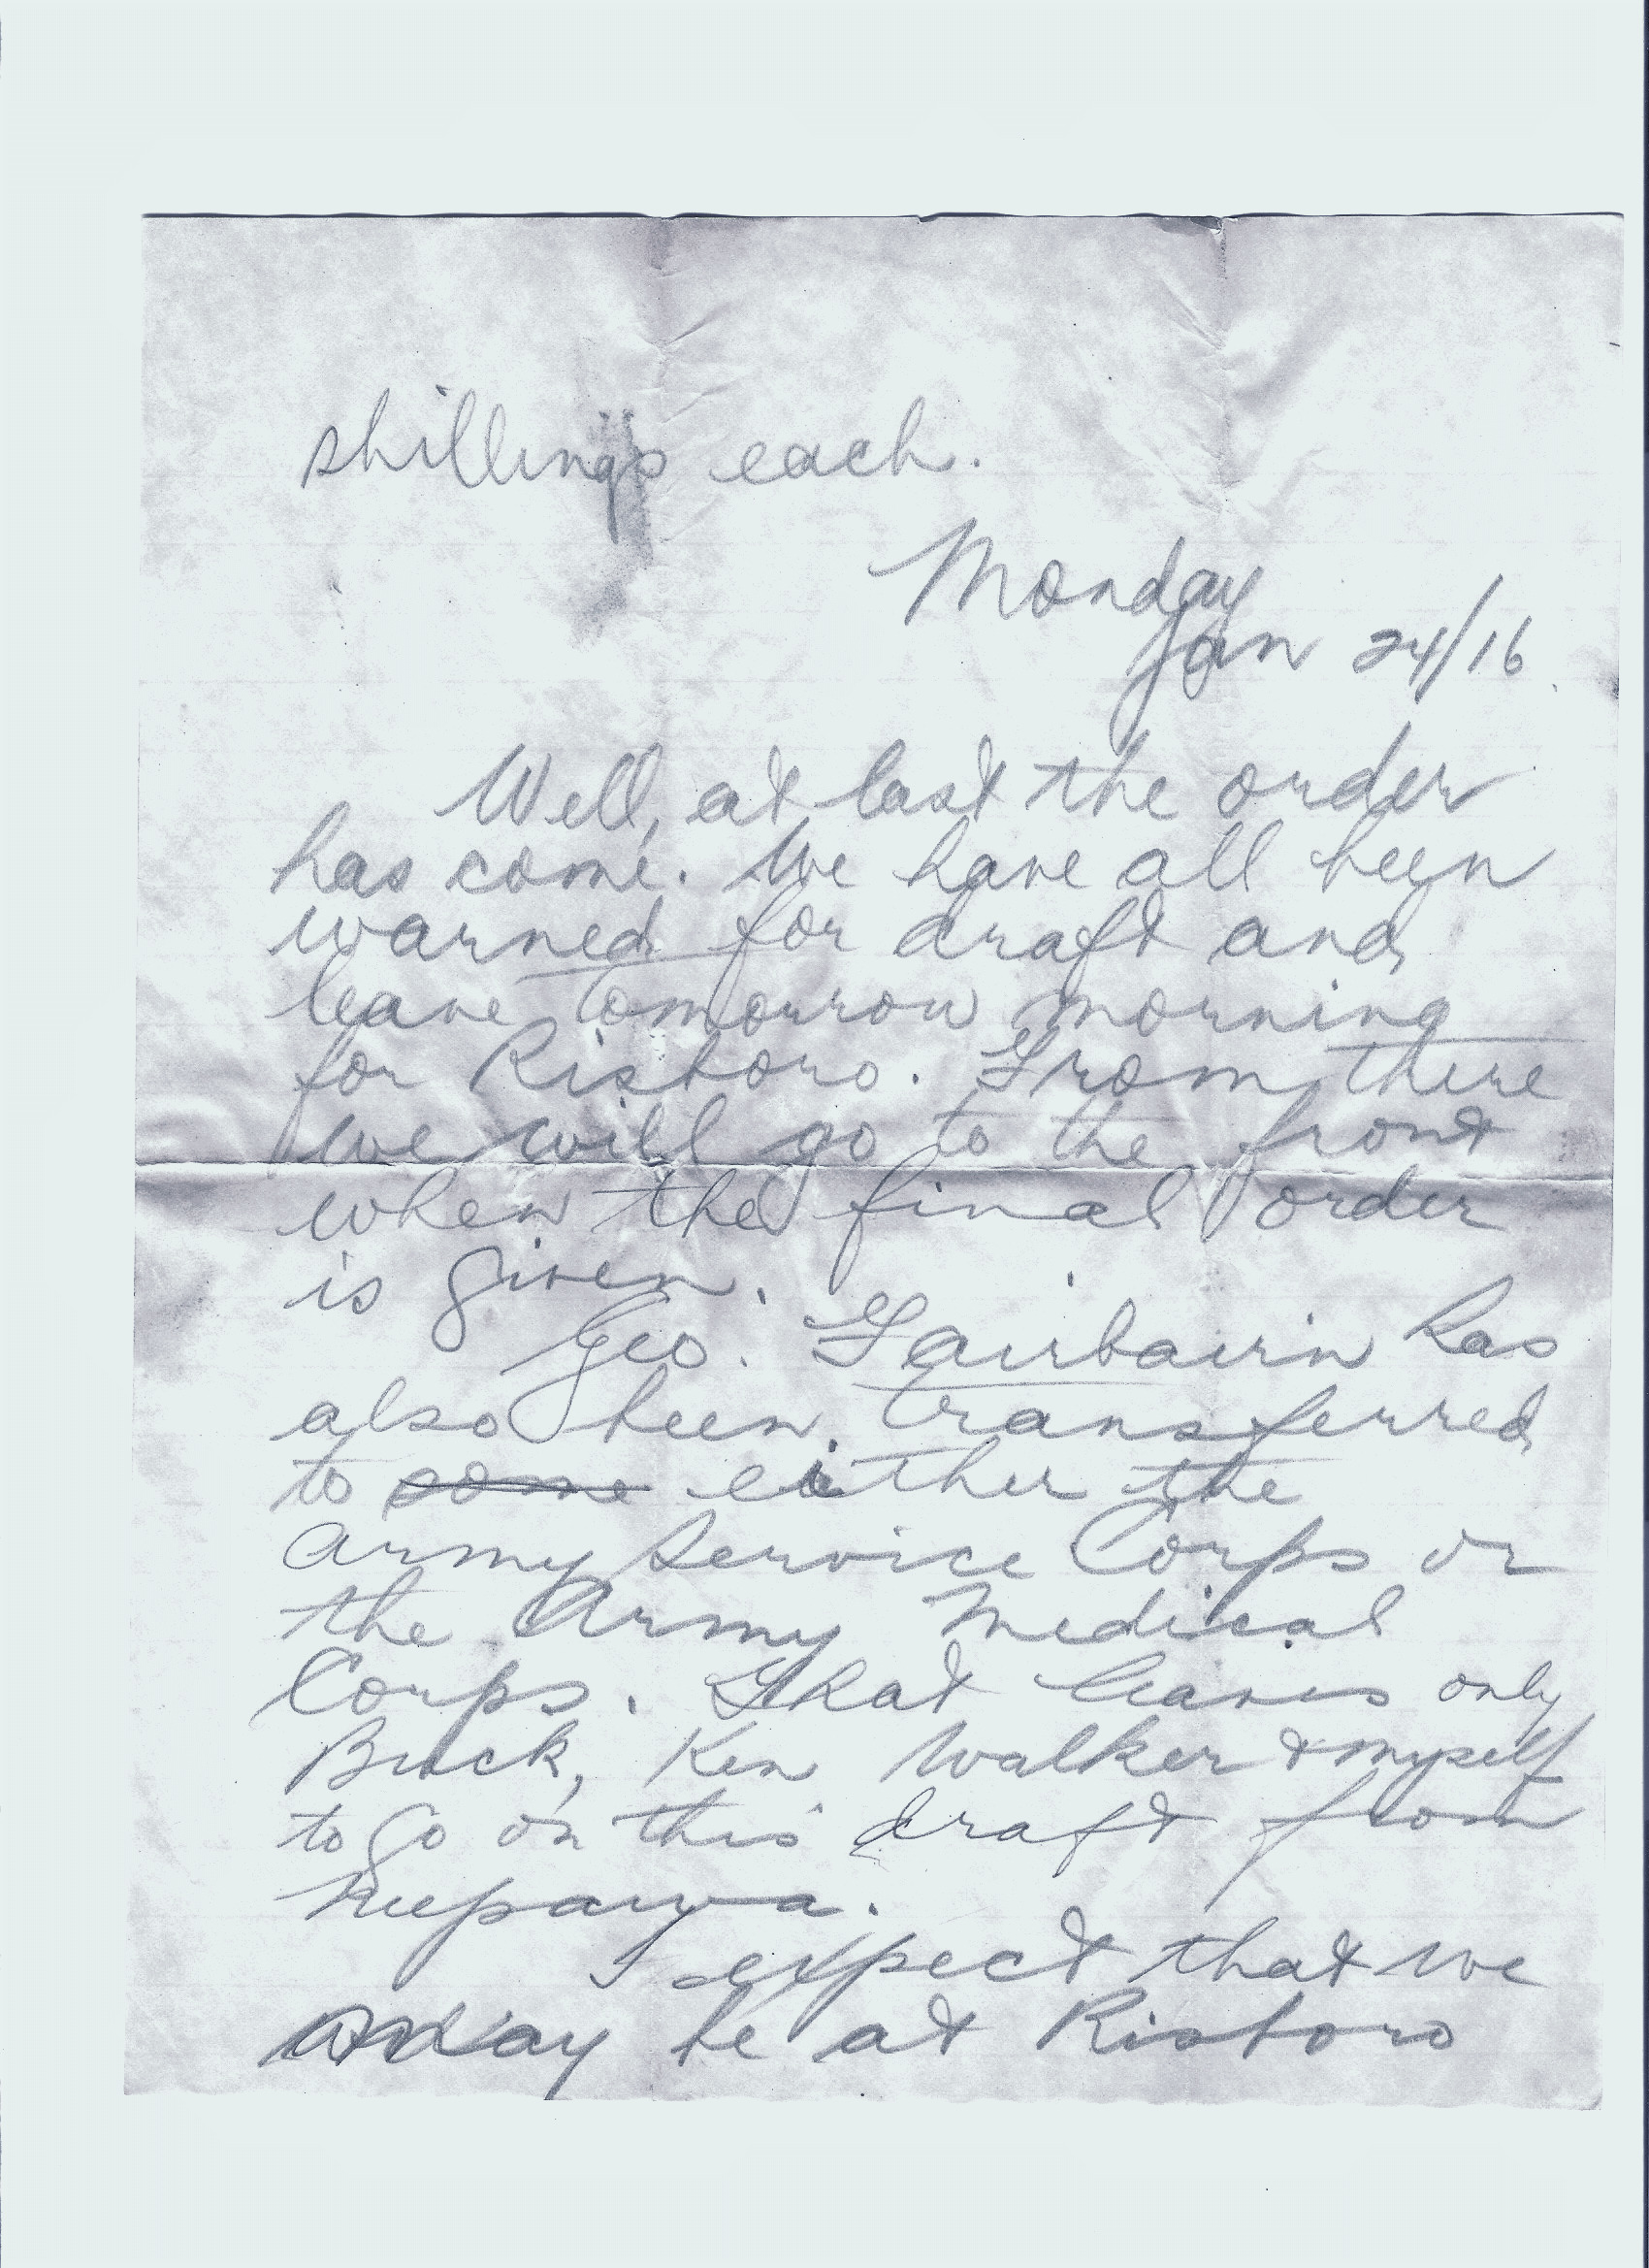 shillings each.
Monday
Jan 24/16
Well, at last the order
has come. We have all been
warned for draft and
leave tomorrow morning
for Risboro. From there
we will go to the front
when the final order
is given.
Geo. Fairbairn has
also been transferred
to some either the
Army Service Corps or
the Army Medical
Corps. That leaves only
Buck, Ken Walker & myself
to go on this draft from
Neepawa.
I expect that we
may be at Risboro